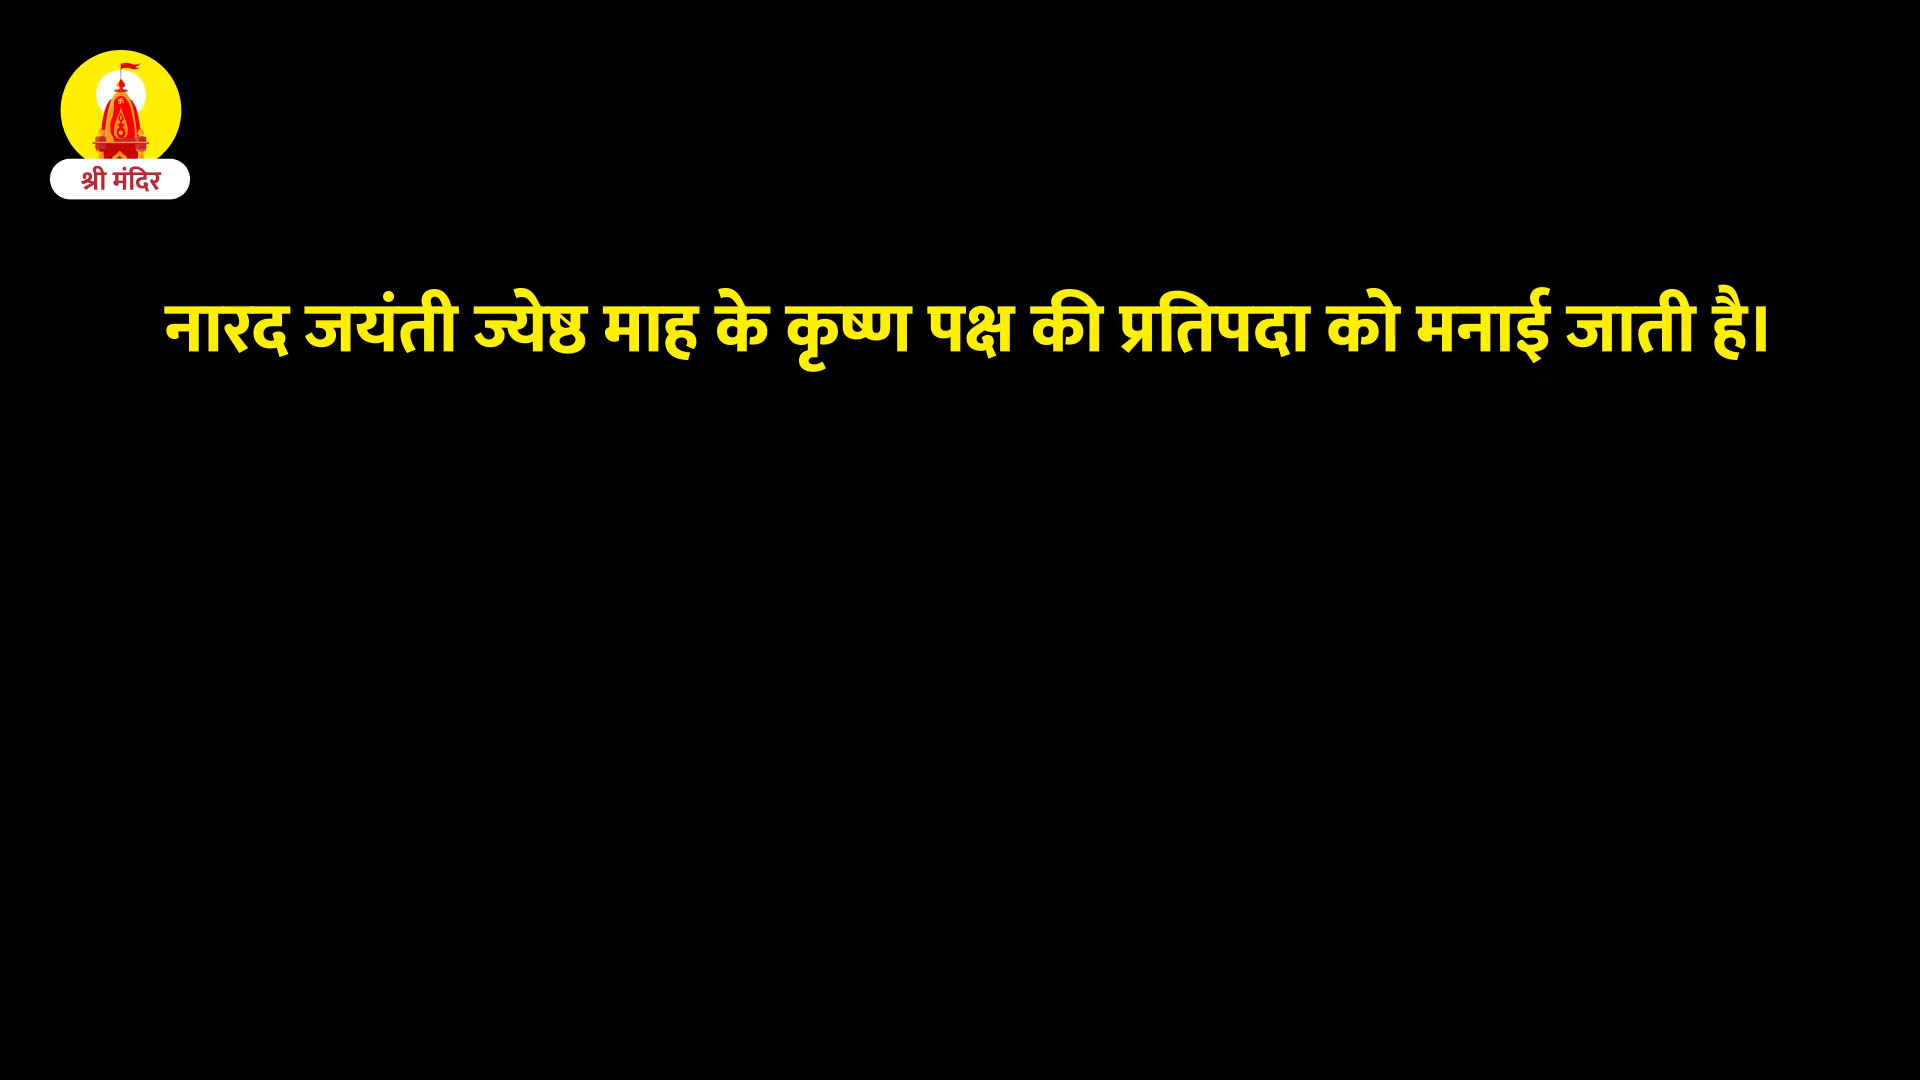 श्री मंदिर
नारद जयंती ज्येष्ठ माह के कृष्ण पक्ष की प्रतिपदा को मनाई जाती है।